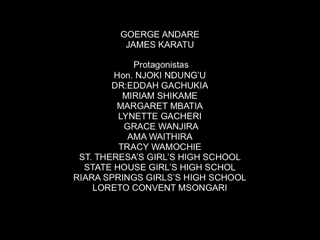 GOERGE ANDARE
JAMES KARATU
Protagonistas
Hon. NJOKI NDUNG'U
DR:EDDAH GACHUKIA
MIRIAM SHIKAME
MARGARET MBATIA
LYNETTE GACHERI
GRACE WANJIRA
AMA WAITHIRA
TRACY WAMOCHIE
ST. THERESA'S GIRL'S HIGH SCHOOL
STATE HOUSE GIRL'S HIGH SCHOL
RIARA SPRINGS GIRLS'S HIGH SCHOOL
LORETO CONVENT MSONGARI